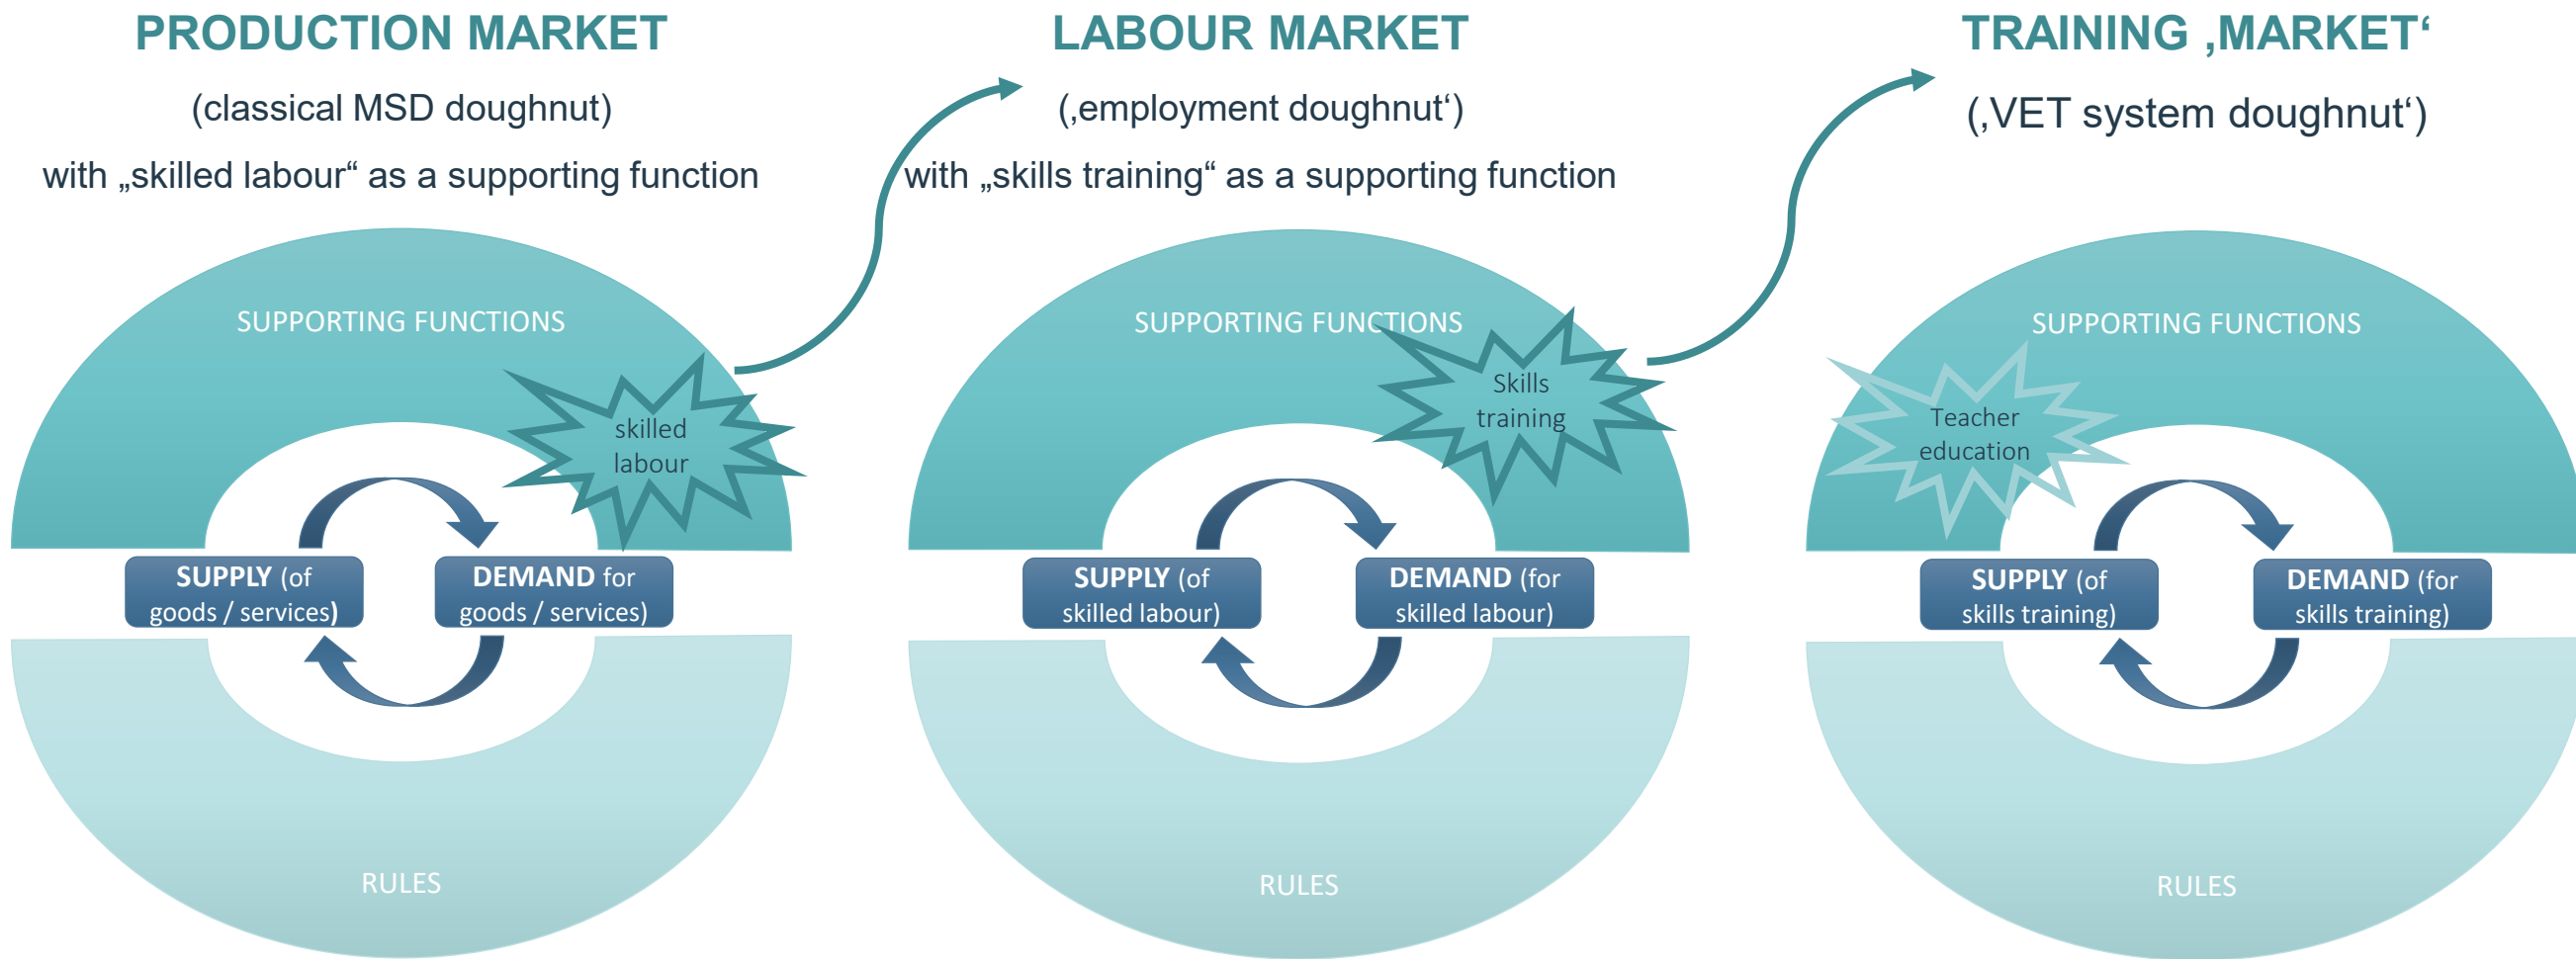 PRODUCTION MARKET
(classical MSD doughnut)
with „skilled labour“ as a supporting function
SUPPORTING FUNCTIONS
skilled
labour
SUPPLY (of
goods / services)
DEMAND for
goods / services)
RULES
LABOUR MARKET
(‚employment doughnut‘)
with „skills training“ as a supporting function
SUPPORTING FUNCTIONS
Skills
training
SUPPLY (of
skilled labour)
DEMAND (for
skilled labour)
RULES
TRAINING ‚MARKET‘
(‚VET system doughnut‘)
SUPPORTING FUNCTIONS
Teacher
education
SUPPLY (of
skills training)
DEMAND (for
skills training)
RULES